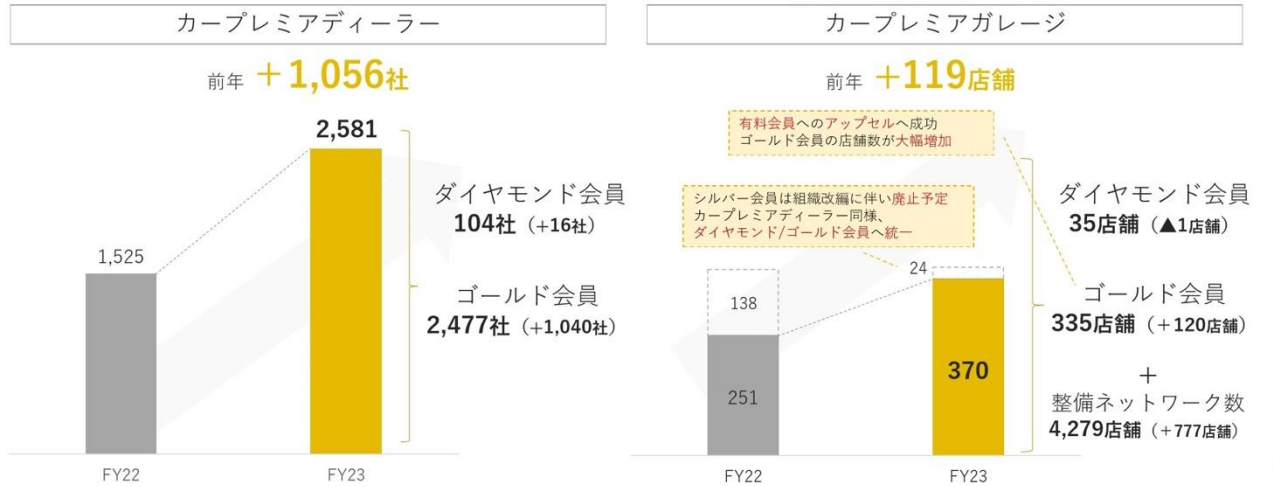 カープレミアディーラー
前年 ＋1,056社
2,581
1,525
ダイヤモンド会員
104社（+16社）
ゴールド会員
2,477社（+1,040社）
FY22
FY23
カープレミアガレージ
前年 ＋119店舗
有料会員へのアップセルへ成功
ゴールド会員の店舗数が大幅増加
シルバー会員は組織改編に伴い廃止予定
カープレミアディーラー同様、
ダイヤモンド/ゴールド会員へ統一
24
138
251
370
ダイヤモンド会員
35店舗（▲1店舗）
ゴールド会員
335店舗（＋120店舗）
＋
整備ネットワーク数
4,279店舗（＋777店舗）
FY22
FY23